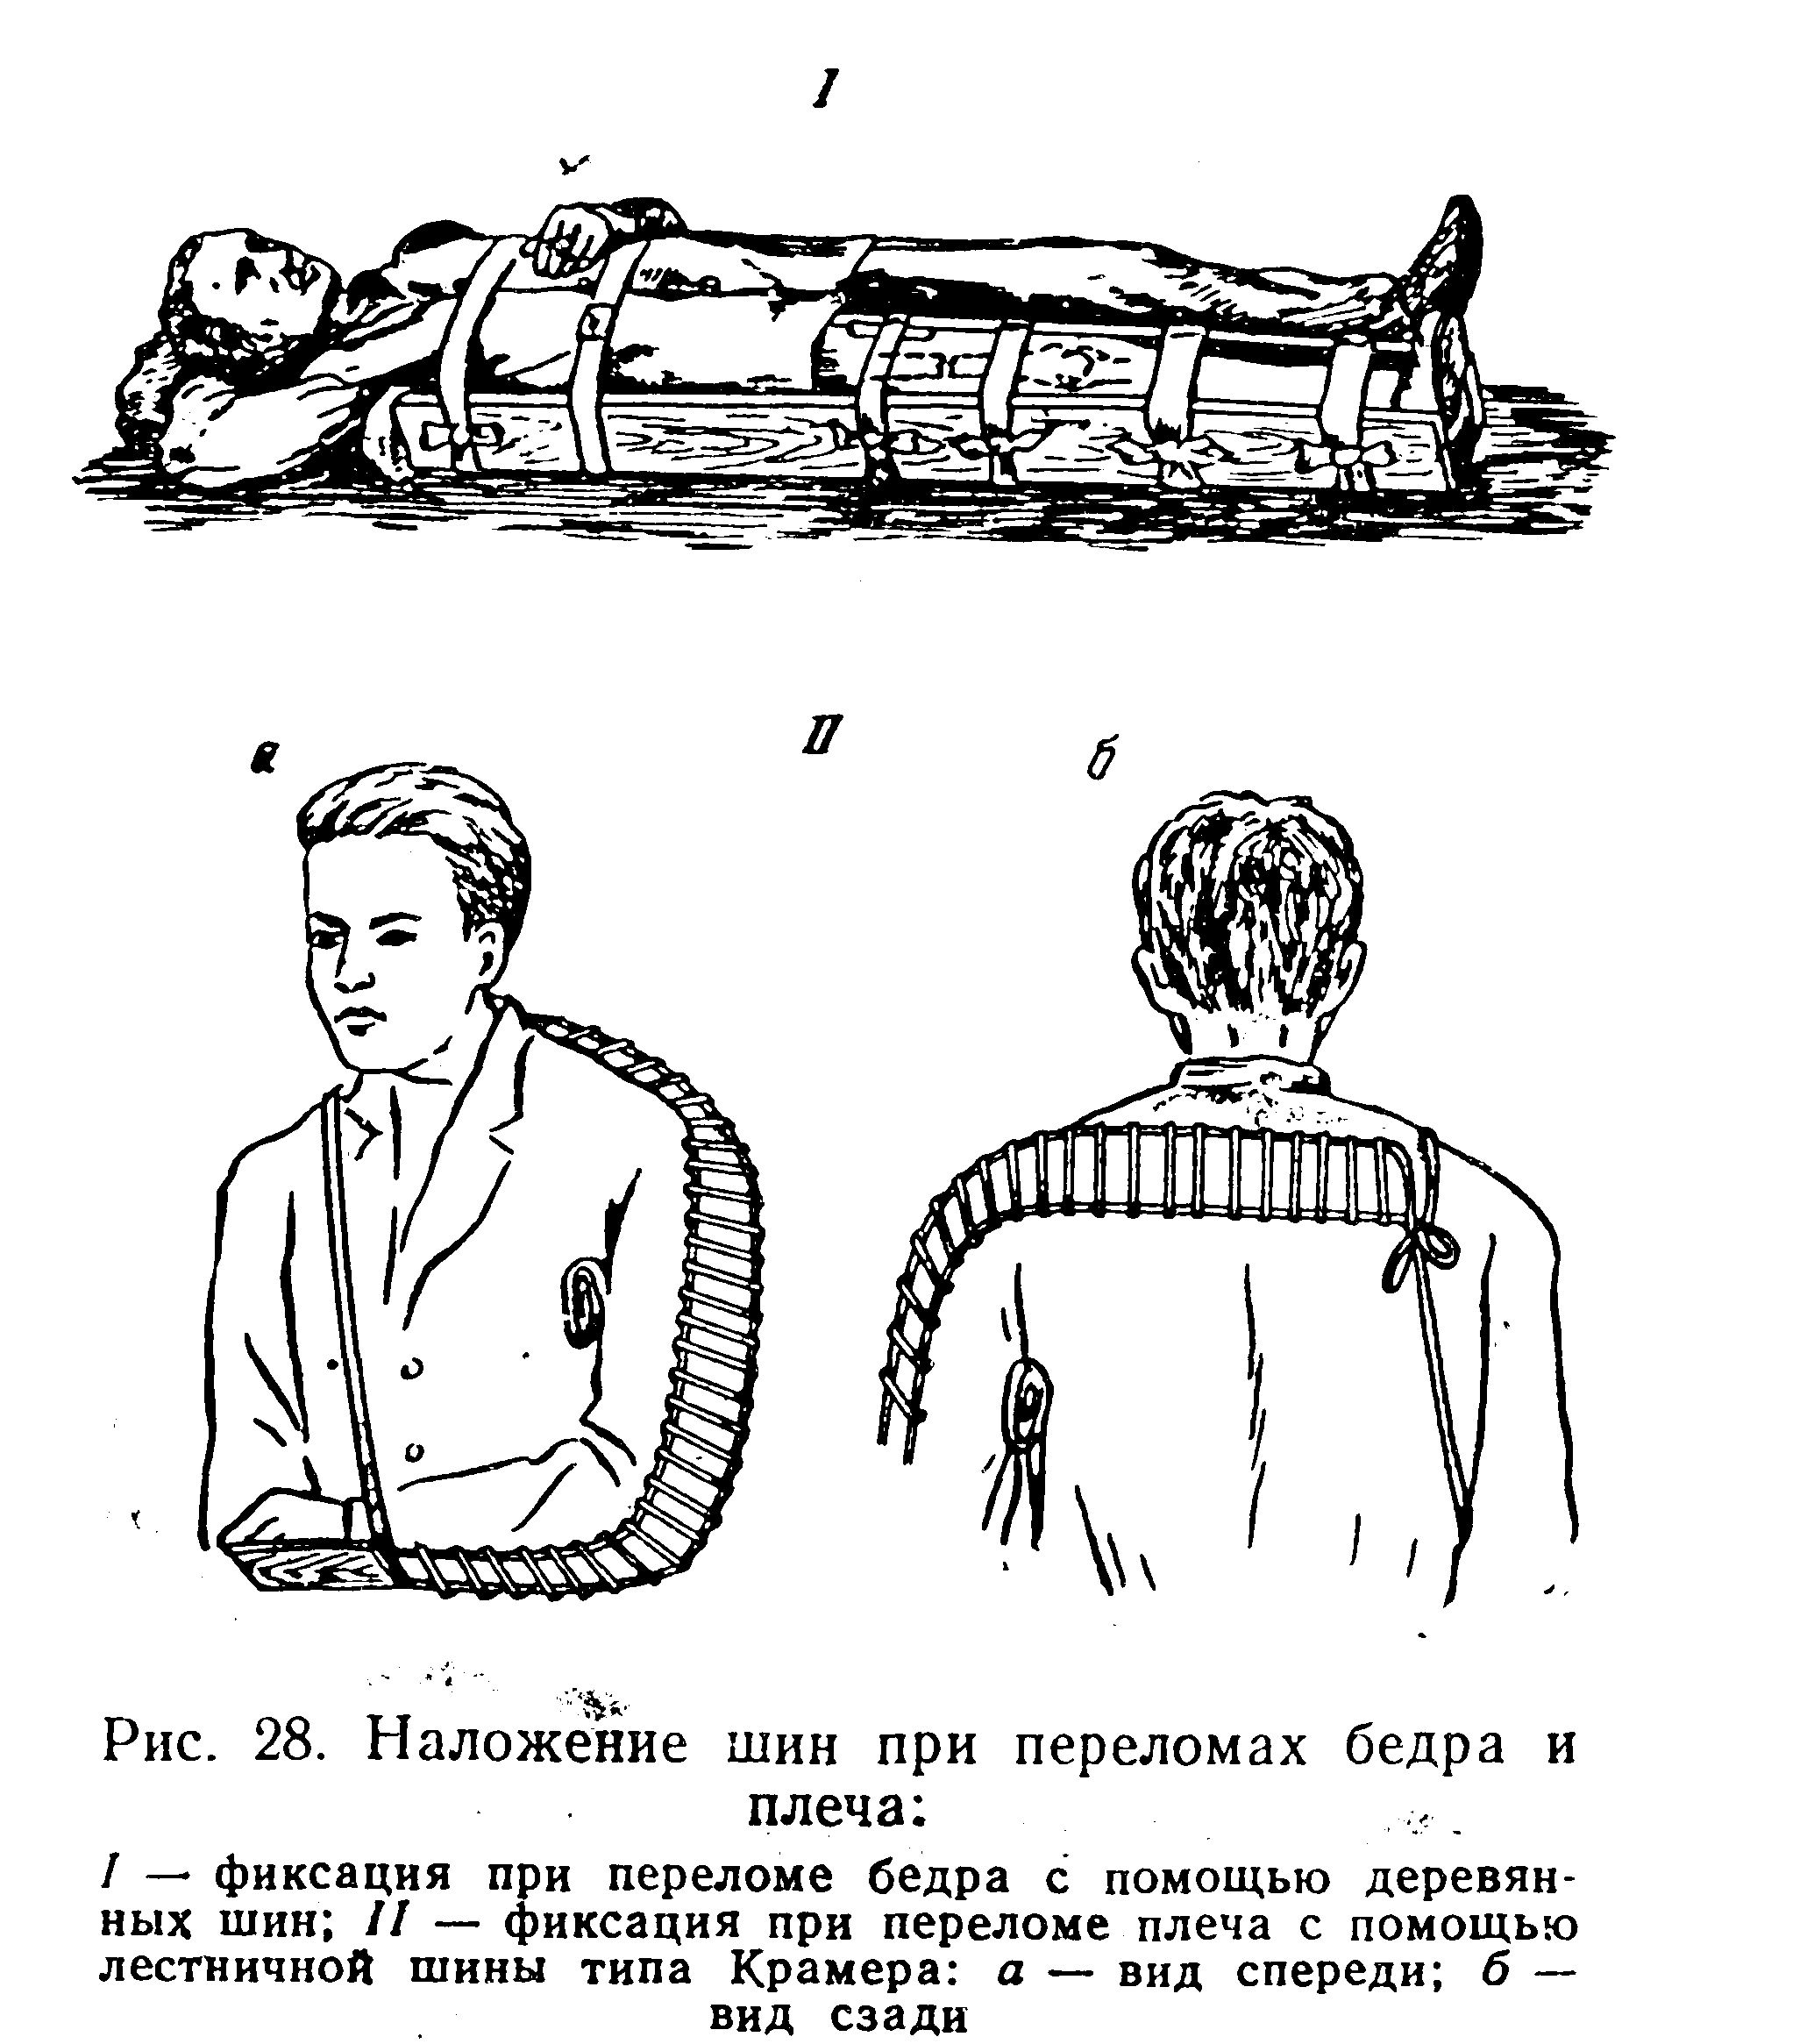 I
II
а
б
Рис. 28. Наложение шин при переломах бедра и
плеча:
I — фиксация при переломе бедра с помощью деревян-
ных шин; II — фиксация при переломе плеча с помощью
лестничной шины типа Крамера: а — вид спереди; б —
вид сзади